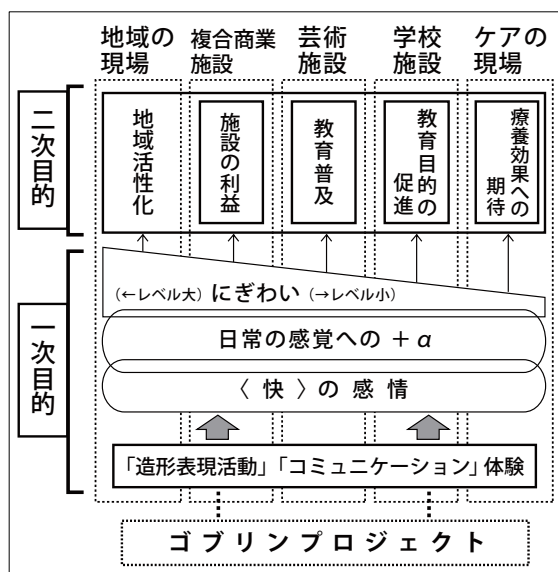 地域の
現場
複合商業
施設
芸術
施設
学校
施設
ケアの
現場
二次目的
地域活性化
施設の利益
教育普及
教育目的の
促進
療養効果への
期待
一次目的
(←レベル大) にぎわい (→レベル小)
日常の感覚への +α
〈快〉の感情
「造形表現活動」「コミュニケーション」体験
ゴブリンプロジェクト